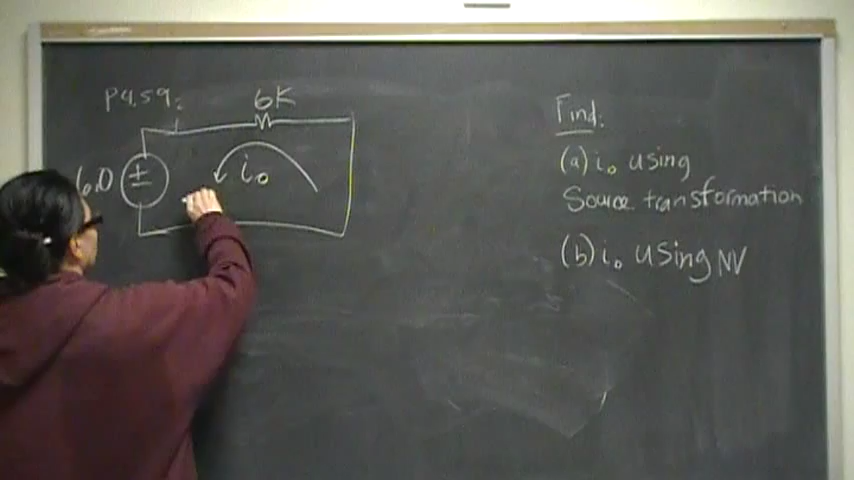 P4.59:
6K
6.0
±
i₀
Find:
(a) i₀ using
Source transformation
(b) i₀ using NV